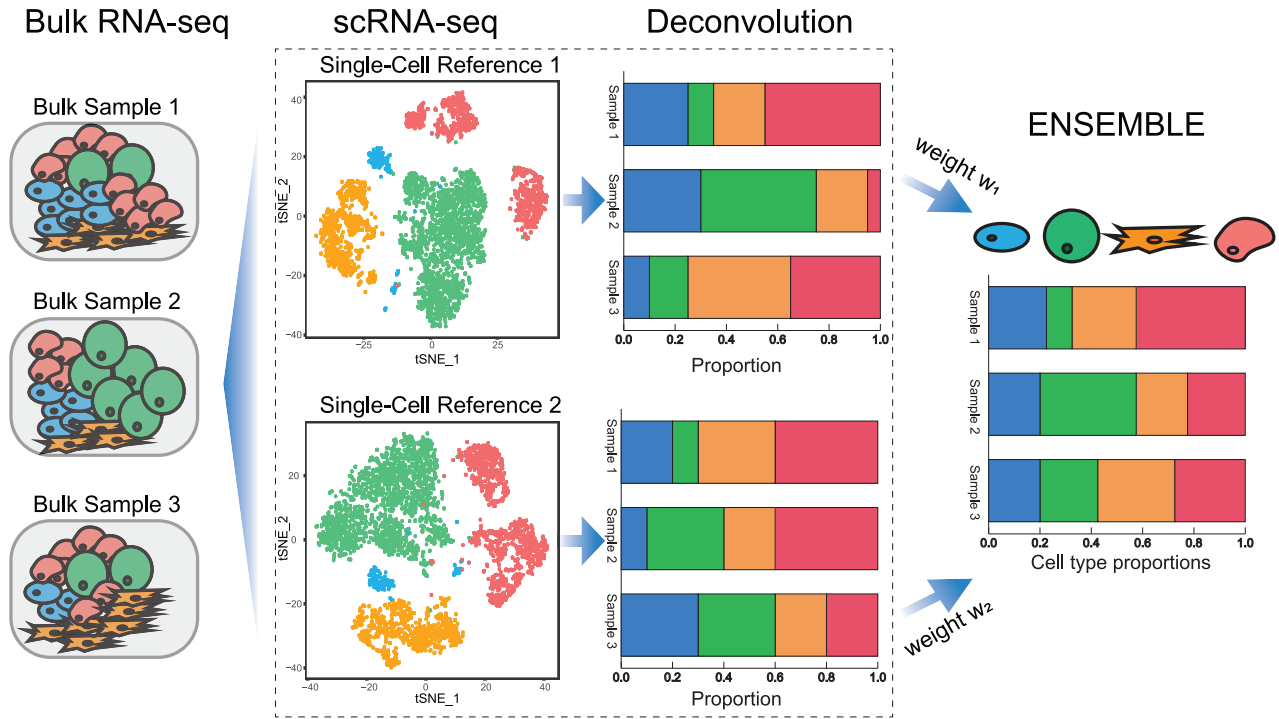 Bulk RNA-seq
scRNA-seq
Deconvolution
Bulk Sample 1
Bulk Sample 2
Bulk Sample 3
Single-Cell Reference 1
40
20
0
−20
−40
tSNE_2
−25
0
25
tSNE_1
Sample 1
Sample 2
Sample 3
0.0 0.2 0.4 0.6 0.8 1.0
Proportion
Single-Cell Reference 2
20
0
−20
−40
tSNE_2
−40 −20 0 20 40
tSNE_1
Sample 1
Sample 2
Sample 3
0.0 0.2 0.4 0.6 0.8 1.0
Proportion
weight w₁
weight w₂
ENSEMBLE
Sample 1
Sample 2
Sample 3
0.0 0.2 0.4 0.6 0.8 1.0
Cell type proportions